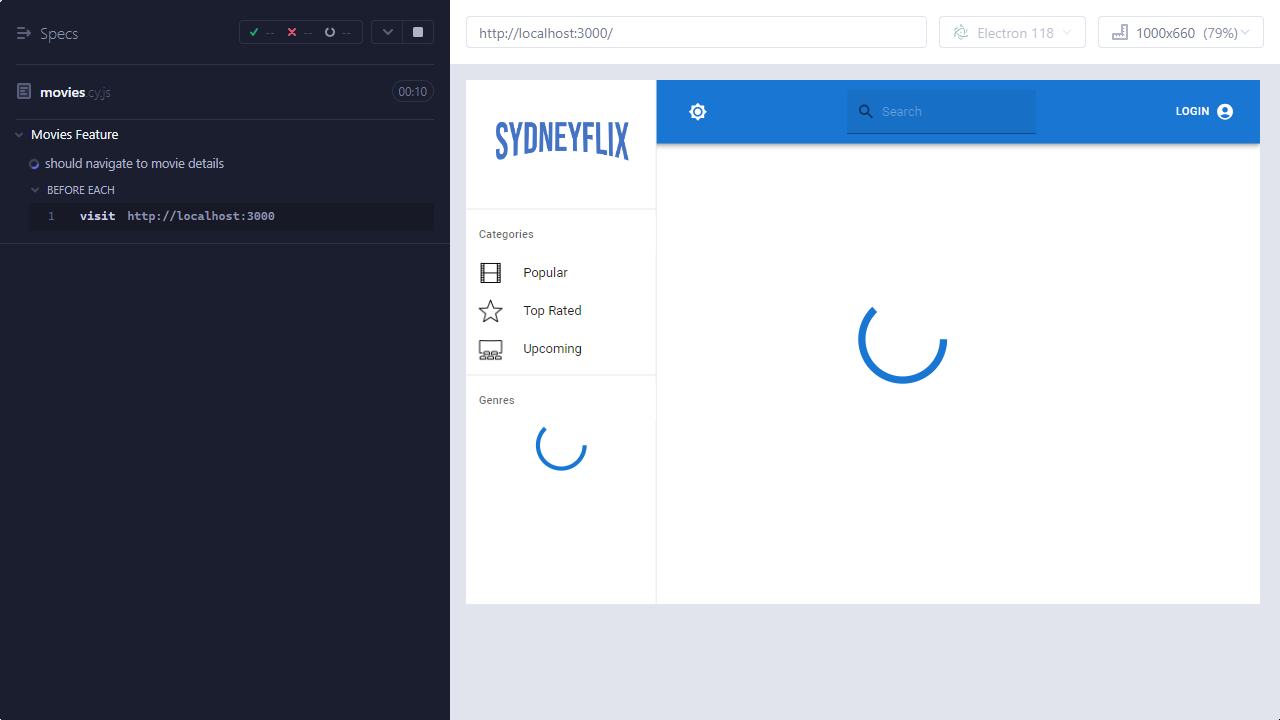 Specs
-- -- --
movies.cy.js
00:10
Movies Feature
should navigate to movie details
BEFORE EACH
1 visit http://localhost:3000
http://localhost:3000/
Electron 118
1000x660 (79%)
SYDNEYFLIX
Search
LOGIN
Categories
Popular
Top Rated
Upcoming
Genres